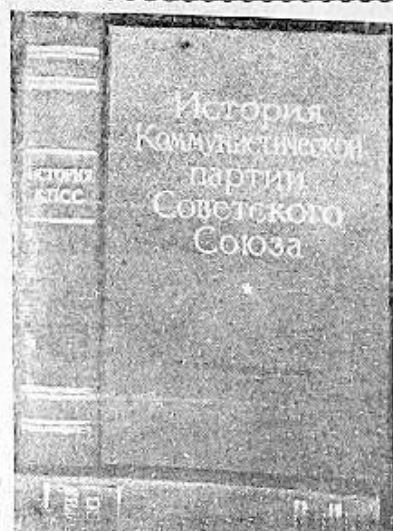 История
Коммунистической
партии
Советского
Союза
*
ИСТОРИЯ
КПСС